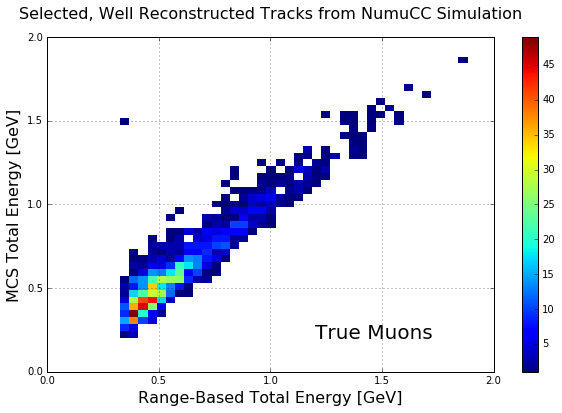 Selected, Well Reconstructed Tracks from NumuCC Simulation
2.0
1.5
1.0
0.5
0.0
MCS Total Energy [GeV]
True Muons
0.0 0.5 1.0 1.5 2.0
Range-Based Total Energy [GeV]
45
40
35
30
25
20
15
10
5